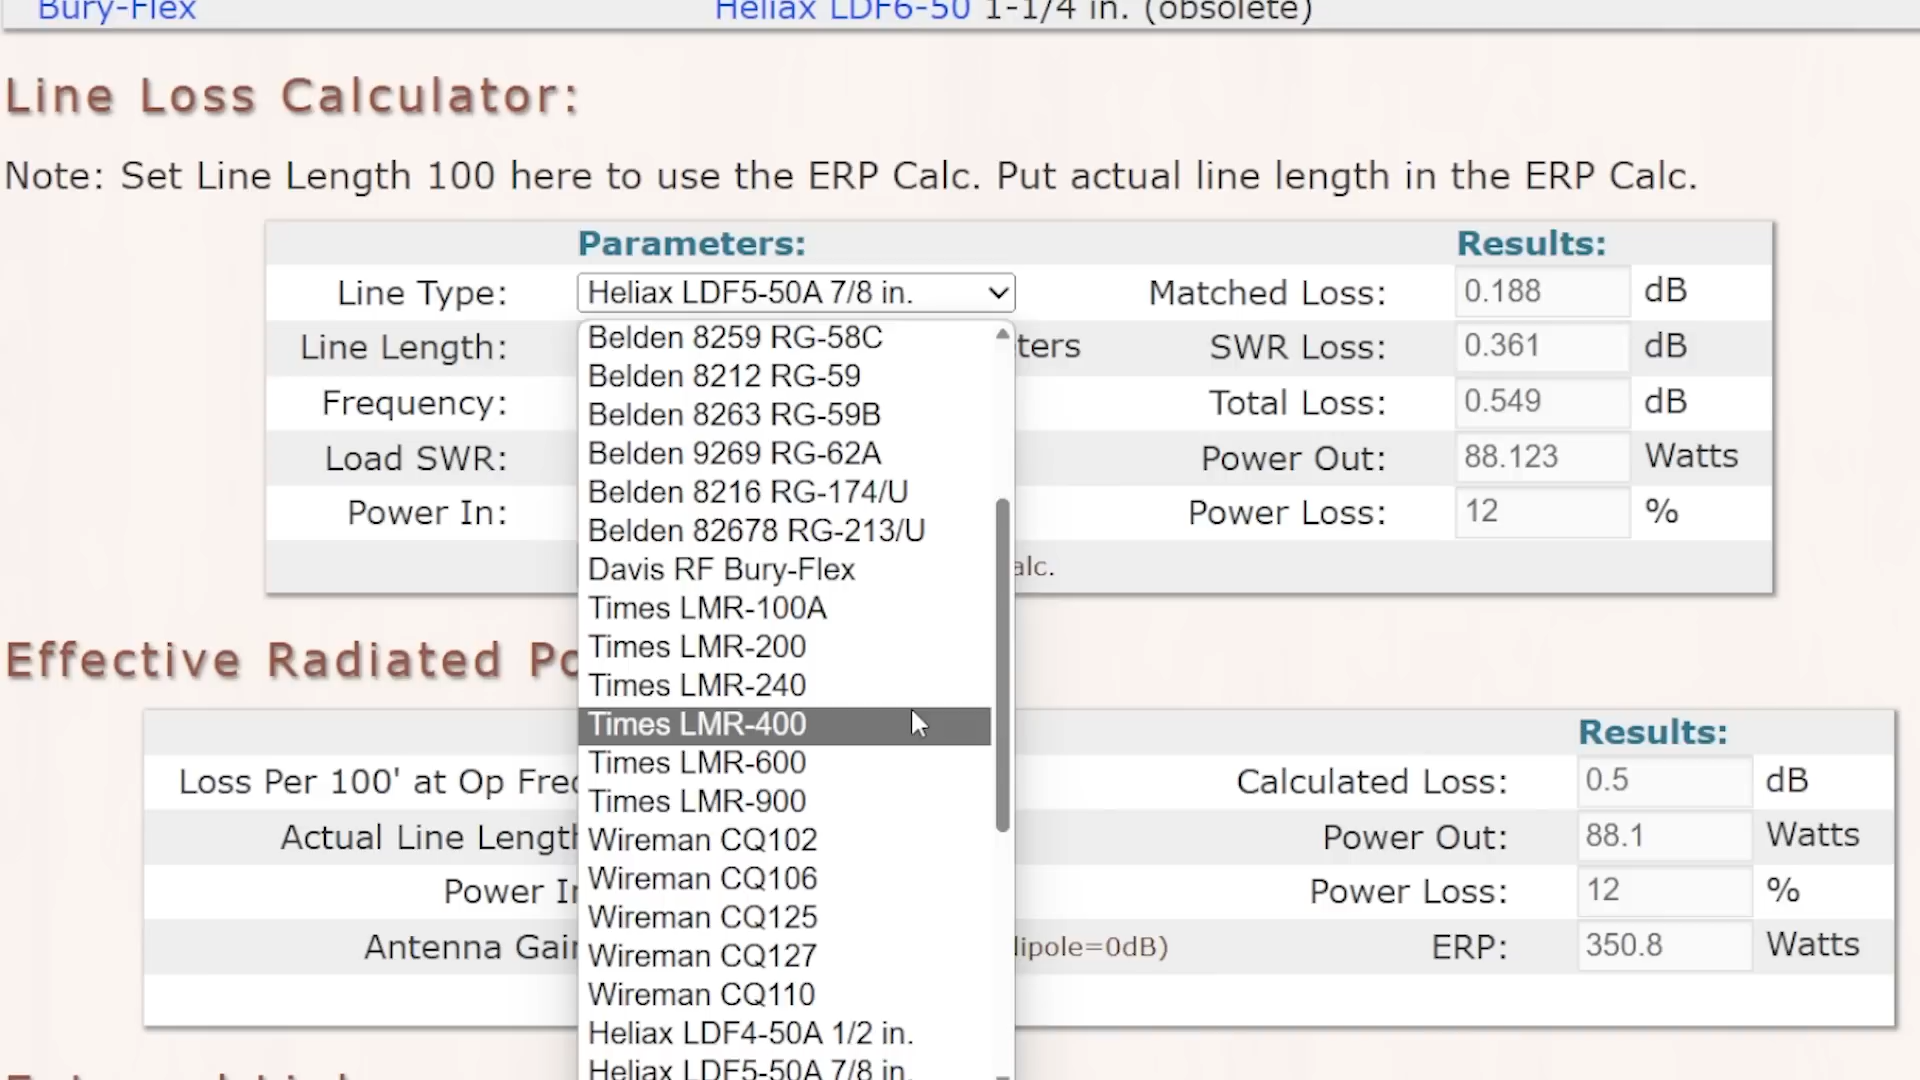 Bury-Flex Heliax LDF6-50 1-1/4 in. (obsolete)
Line Loss Calculator:
Note: Set Line Length 100 here to use the ERP Calc. Put actual line length in the ERP Calc.
Parameters: Results:
Line Type: Heliax LDF5-50A 7/8 in. Matched Loss: 0.188 dB
Line Length: ters SWR Loss: 0.361 dB
Frequency: Total Loss: 0.549 dB
Load SWR: Power Out: 88.123 Watts
Power In: Power Loss: 12 %
alc.
Belden 8259 RG-58C
Belden 8212 RG-59
Belden 8263 RG-59B
Belden 9269 RG-62A
Belden 8216 RG-174/U
Belden 82678 RG-213/U
Davis RF Bury-Flex
Times LMR-100A
Times LMR-200
Times LMR-240
Times LMR-400
Times LMR-600
Times LMR-900
Wireman CQ102
Wireman CQ106
Wireman CQ125
Wireman CQ127
Wireman CQ110
Heliax LDF4-50A 1/2 in.
Heliax LDF5-50A 7/8 in.
Effective Radiated Po
Results:
Loss Per 100' at Op Fre Calculated Loss: 0.5 dB
Actual Line Length Power Out: 88.1 Watts
Power In Power Loss: 12 %
Antenna Gain dipole=0dB) ERP: 350.8 Watts